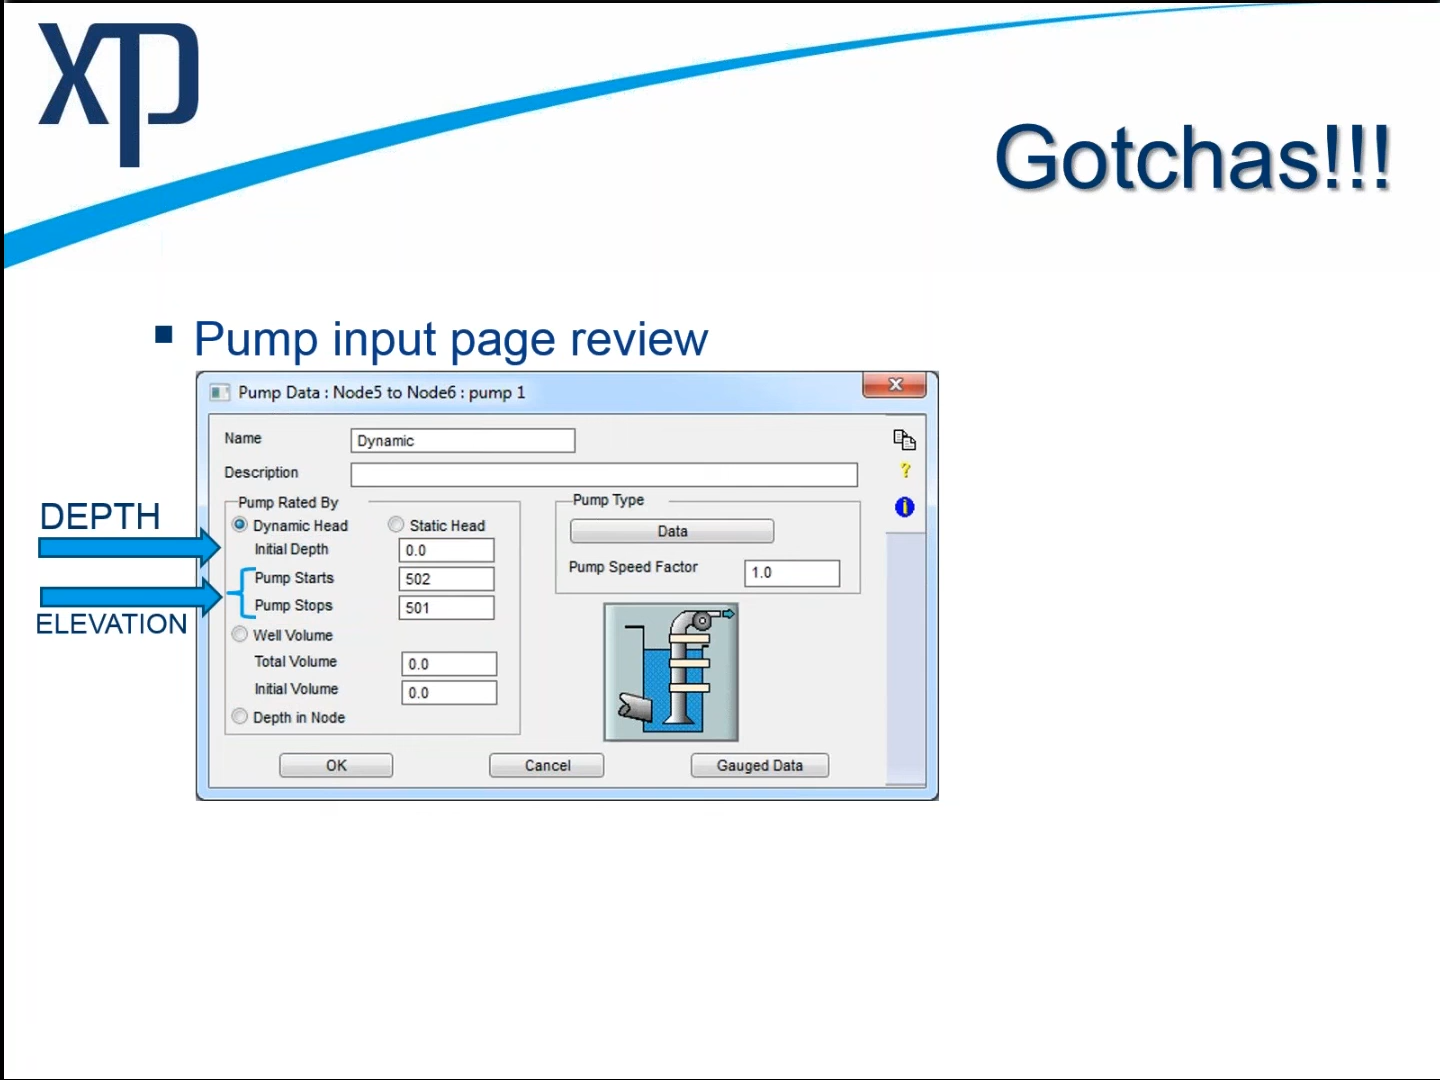 xp
Gotchas!!!
Pump input page review
Pump Data : Node5 to Node6 : pump 1
Name
Dynamic
Description
DEPTH
ELEVATION
Pump Rated By
Dynamic Head
Static Head
Initial Depth
0.0
Pump Starts
502
Pump Stops
501
Well Volume
Total Volume
0.0
Initial Volume
0.0
Depth in Node
Pump Type
Data
Pump Speed Factor
1.0
OK
Cancel
Gauged Data